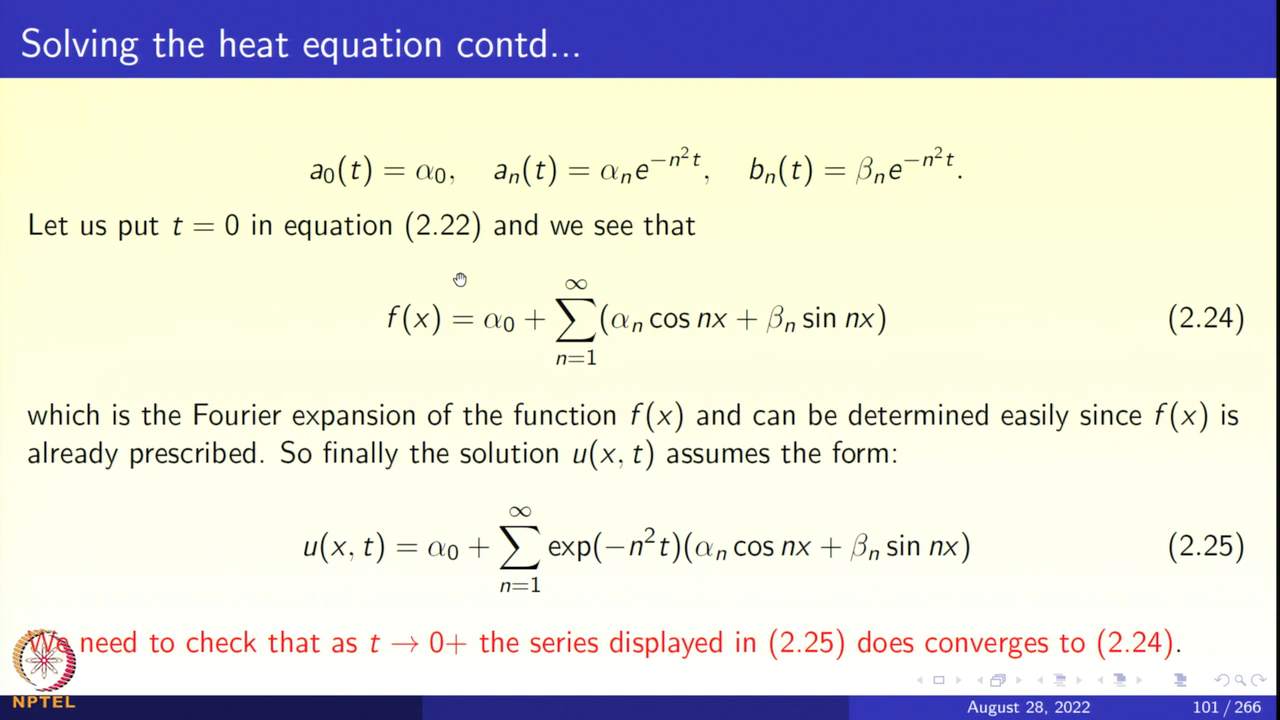 Solving the heat equation contd...
a₀(t) = α₀, aₙ(t) = αₙe^{−n²t}, bₙ(t) = βₙe^{−n²t}.
Let us put t = 0 in equation (2.22) and we see that
f(x) = α₀ + ∑_{n=1}^{∞} (αₙ cos nx + βₙ sin nx) (2.24)
which is the Fourier expansion of the function f(x) and can be determined easily since f(x) is
already prescribed. So finally the solution u(x, t) assumes the form:
u(x, t) = α₀ + ∑_{n=1}^{∞} exp(−n²t)(αₙ cos nx + βₙ sin nx) (2.25)
We need to check that as t → 0+ the series displayed in (2.25) does converges to (2.24).
NPTEL
August 28, 2022 101 / 266